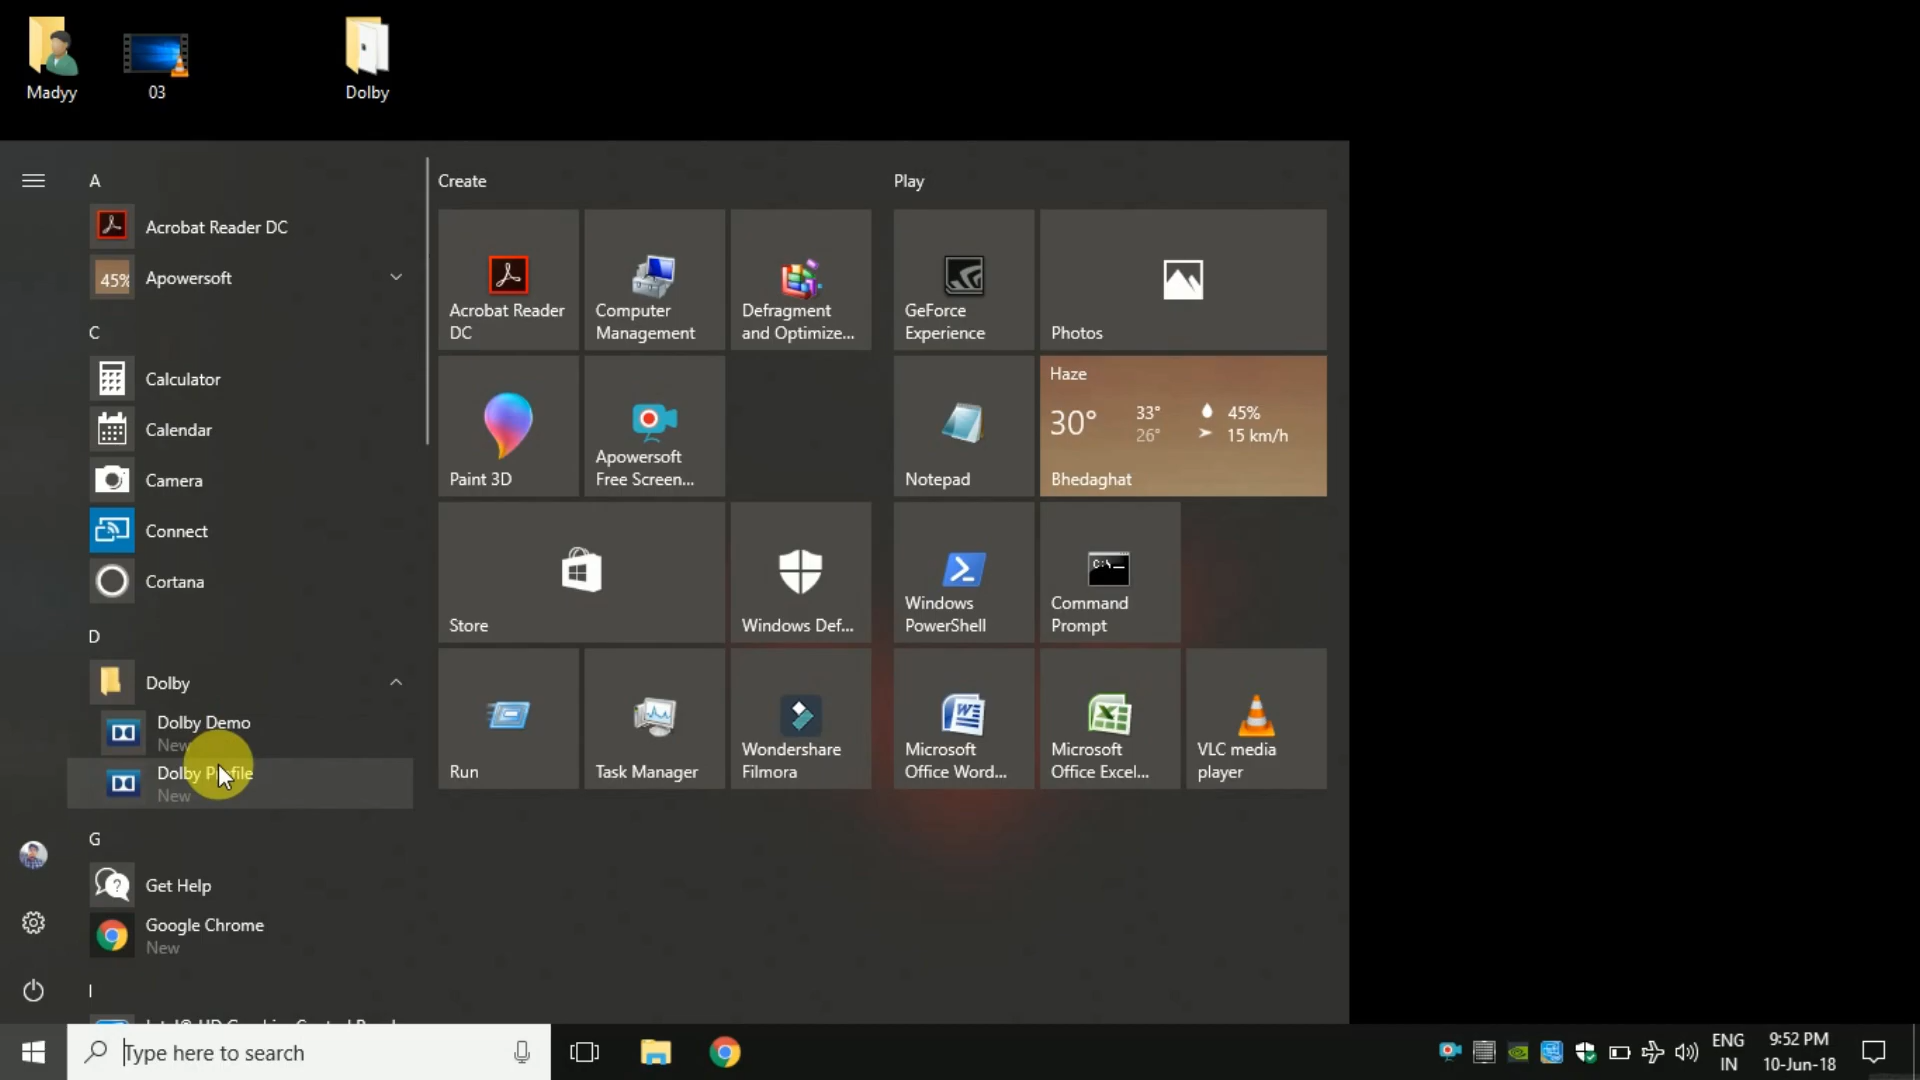 Madyy
03
Dolby
A
Acrobat Reader DC
45%
Apowersoft
C
Calculator
Calendar
Camera
Connect
Cortana
D
Dolby
Dolby Demo
New
Dolby Profile
New
G
Get Help
Google Chrome
New
I
Create
Acrobat Reader
DC
Computer
Management
Defragment
and Optimize...
Paint 3D
Apowersoft
Free Screen...
Store
Windows Def...
Run
Task Manager
Wondershare
Filmora
Play
GeForce
Experience
Photos
Notepad
Haze
30° 33° 45%
26° 15 km/h
Bhedaghat
Windows
PowerShell
C:\
Command
Prompt
Microsoft
Office Word...
Microsoft
Office Excel...
VLC media
player
Type here to search
ENG
IN
9:52 PM
10-Jun-18